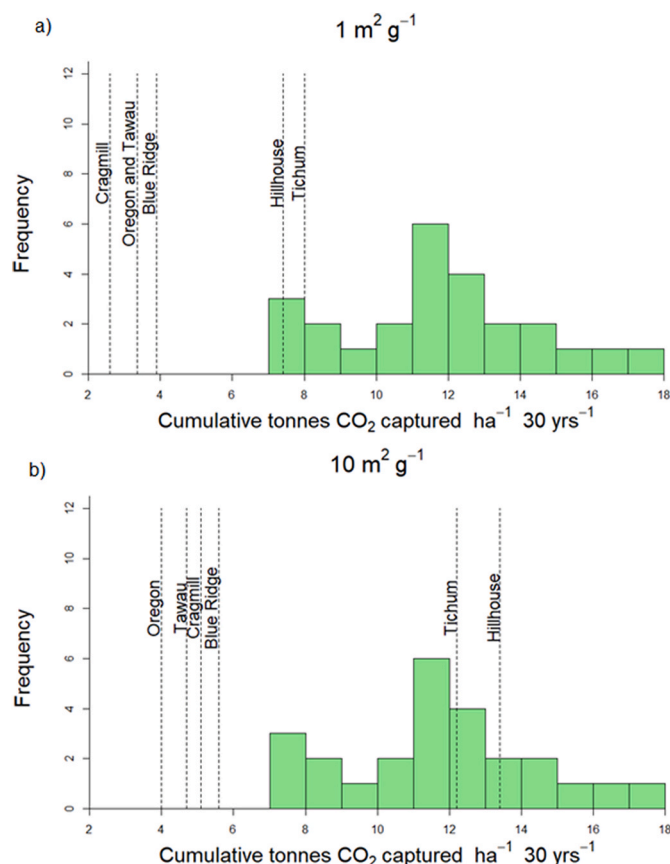 a)
1 m² g⁻¹
Frequency
12
10
8
6
4
2
0
Cragmill
Oregon and Tawau
Blue Ridge
Hillhouse
Tichum
2 4 6 8 10 12 14 16 18
Cumulative tonnes CO₂ captured ha⁻¹ 30 yrs⁻¹
b)
10 m² g⁻¹
Frequency
12
10
8
6
4
2
0
Oregon
Tawau
Cragmill
Blue Ridge
Tichum
Hillhouse
2 4 6 8 10 12 14 16 18
Cumulative tonnes CO₂ captured ha⁻¹ 30 yrs⁻¹